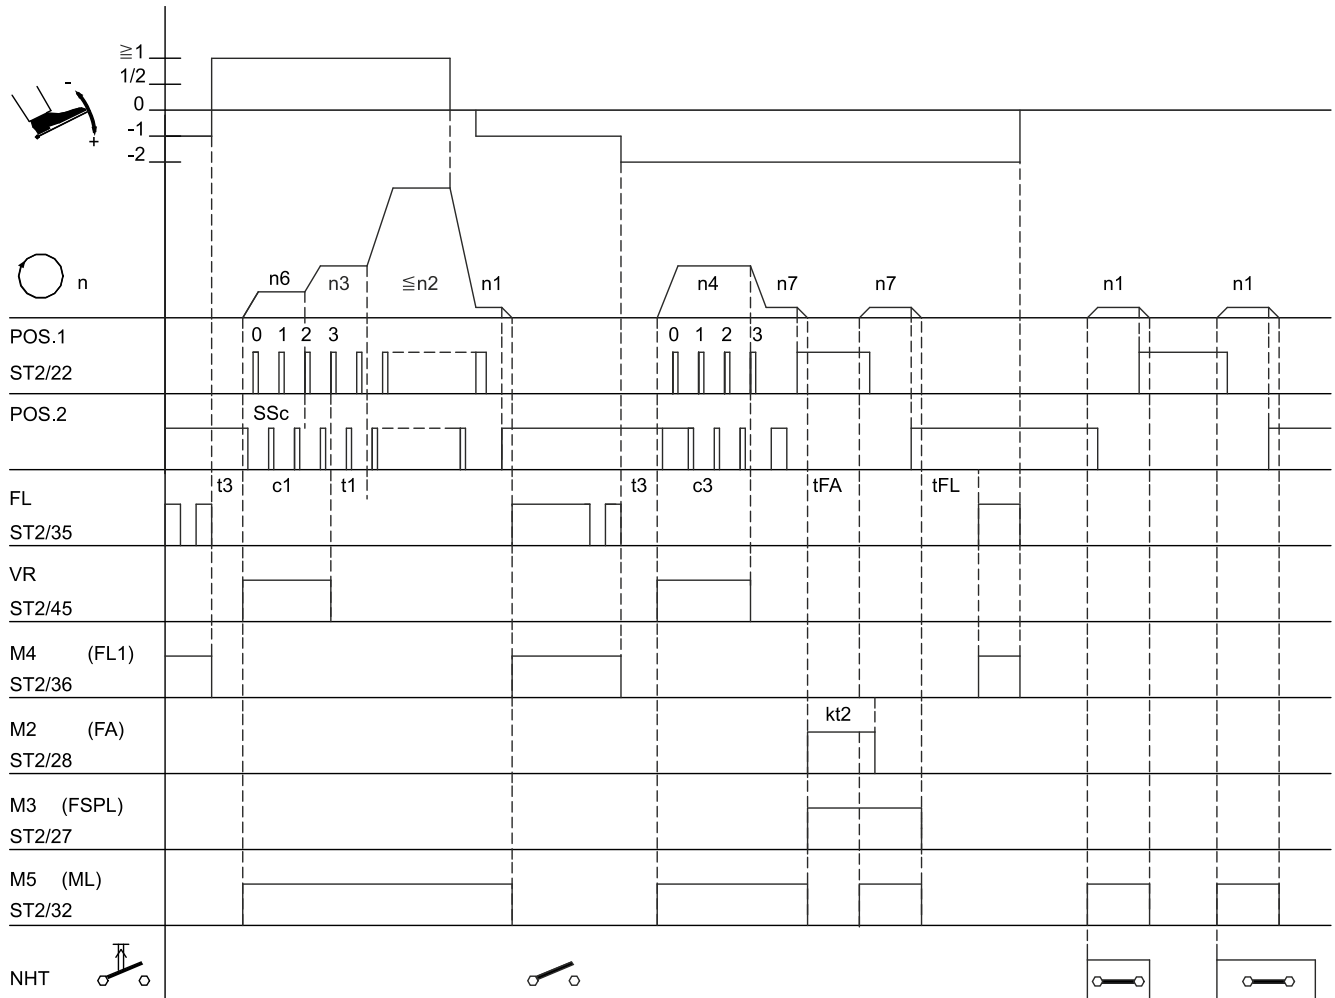 ≧1
1/2
0
-1
-2
-
+
n
n6 n3 ≦n2 n1 n4 n7 n7 n1 n1
POS.1 0 1 2 3 0 1 2 3
ST2/22
POS.2 SSc
t3 c1 t1 t3 c3 tFA tFL
FL
ST2/35
VR
ST2/45
M4 (FL1)
ST2/36
kt2
M2 (FA)
ST2/28
M3 (FSPL)
ST2/27
M5 (ML)
ST2/32
NHT